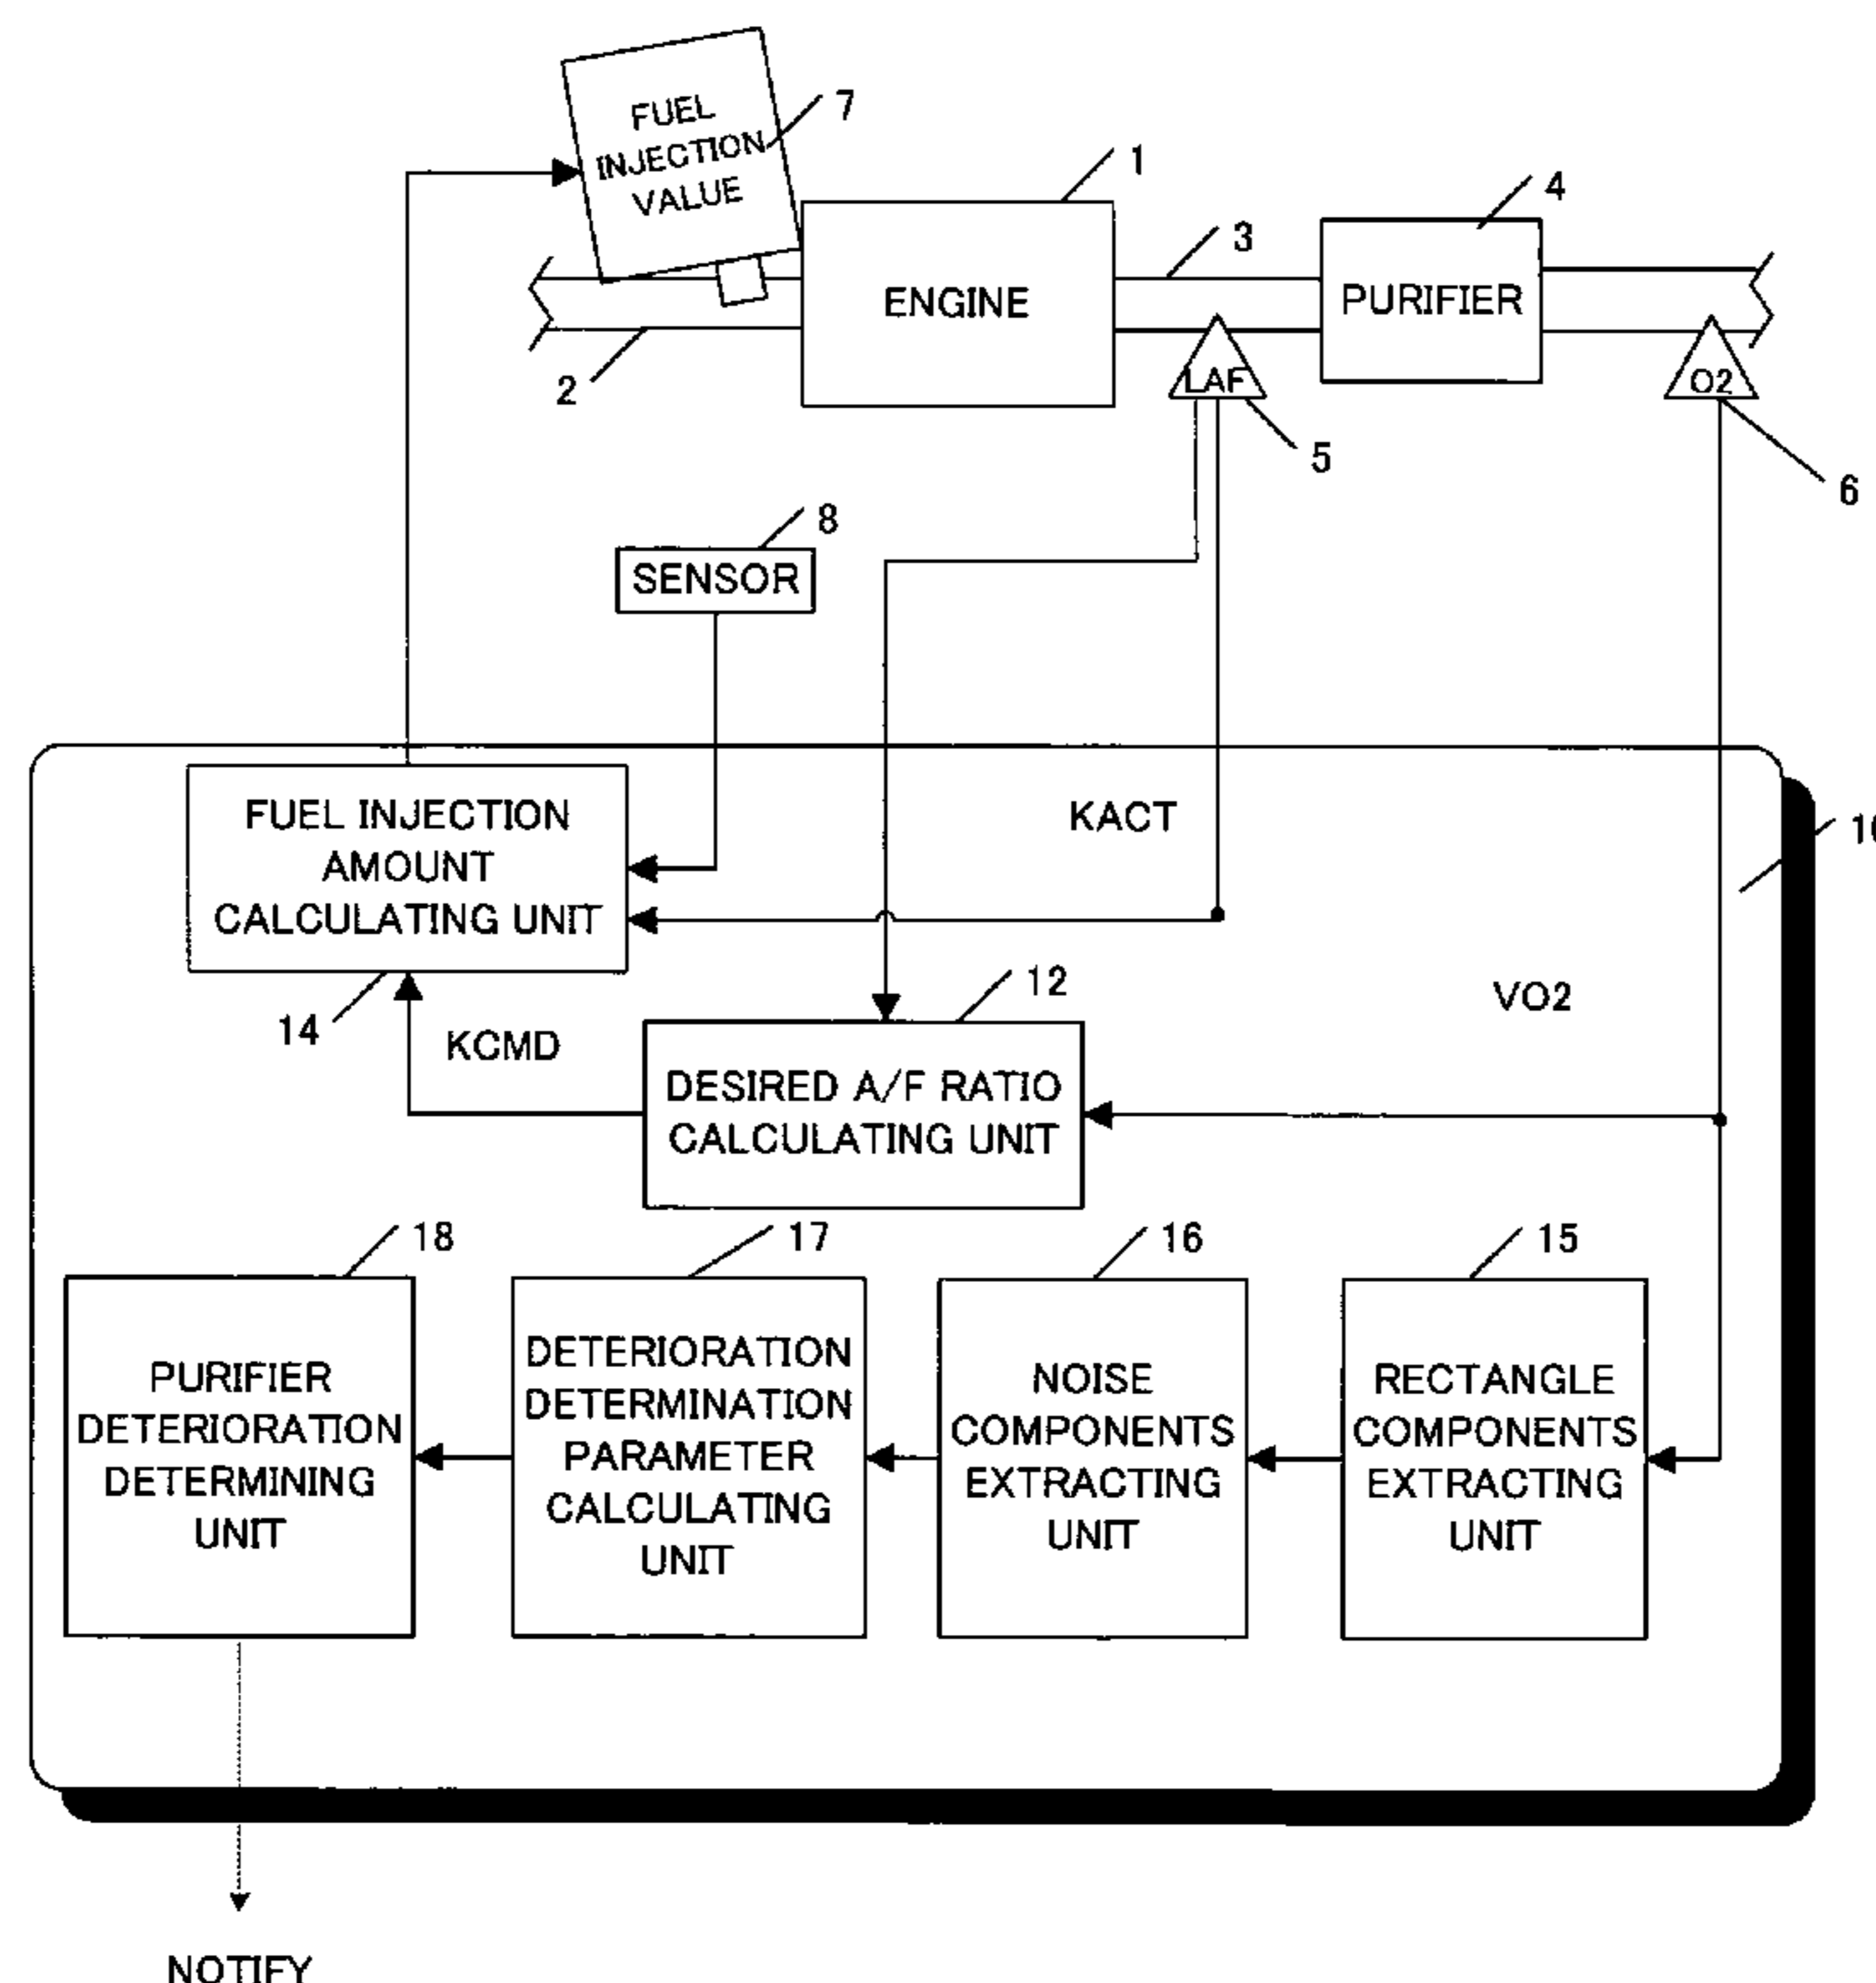 FUEL
INJECTION
VALUE
7
1
4
3
ENGINE
PURIFIER
2
LAF
O2
5
6
8
SENSOR
FUEL INJECTION
AMOUNT
CALCULATING UNIT
KACT
12
VO2
14
KCMD
DESIRED A/F RATIO
CALCULATING UNIT
18
17
16
15
PURIFIER
DETERIORATION
DETERMINING
UNIT
DETERIORATION
DETERMINATION
PARAMETER
CALCULATING
UNIT
NOISE
COMPONENTS
EXTRACTING
UNIT
RECTANGLE
COMPONENTS
EXTRACTING
UNIT
NOTIFY